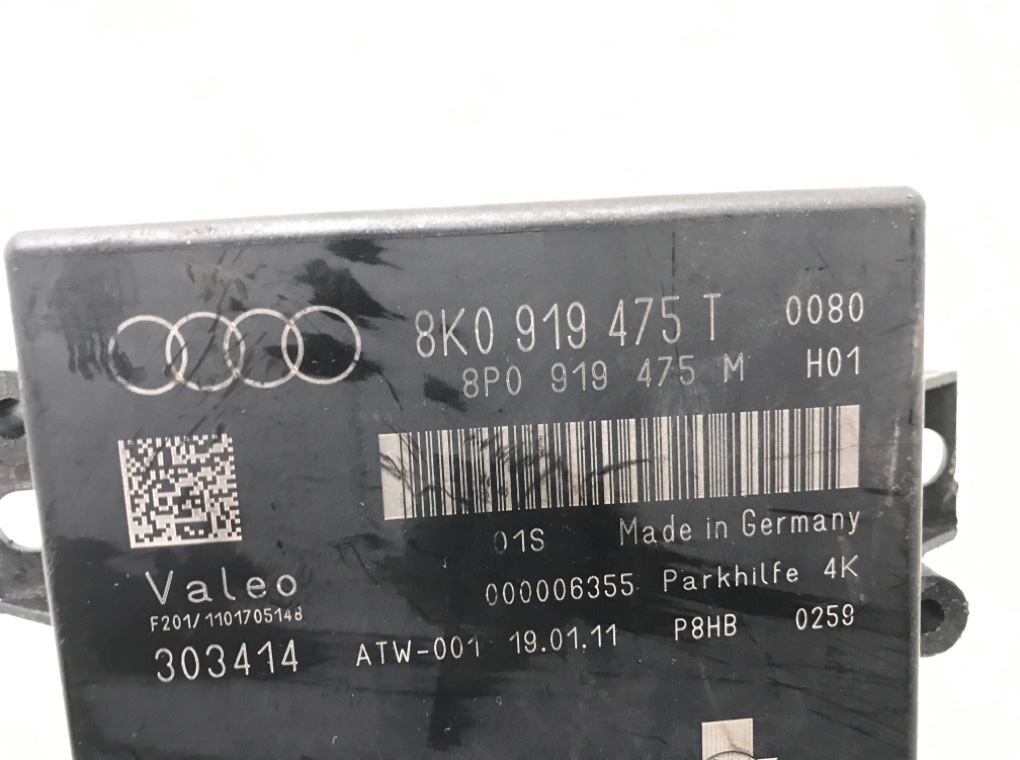 8K0 919 475 T 0080
8P0 919 475 M H01
01S Made in Germany
Valeo 000006355 Parkhilfe 4K
F201/1101705148
303414 ATW-001 19.01.11 P8HB 0259